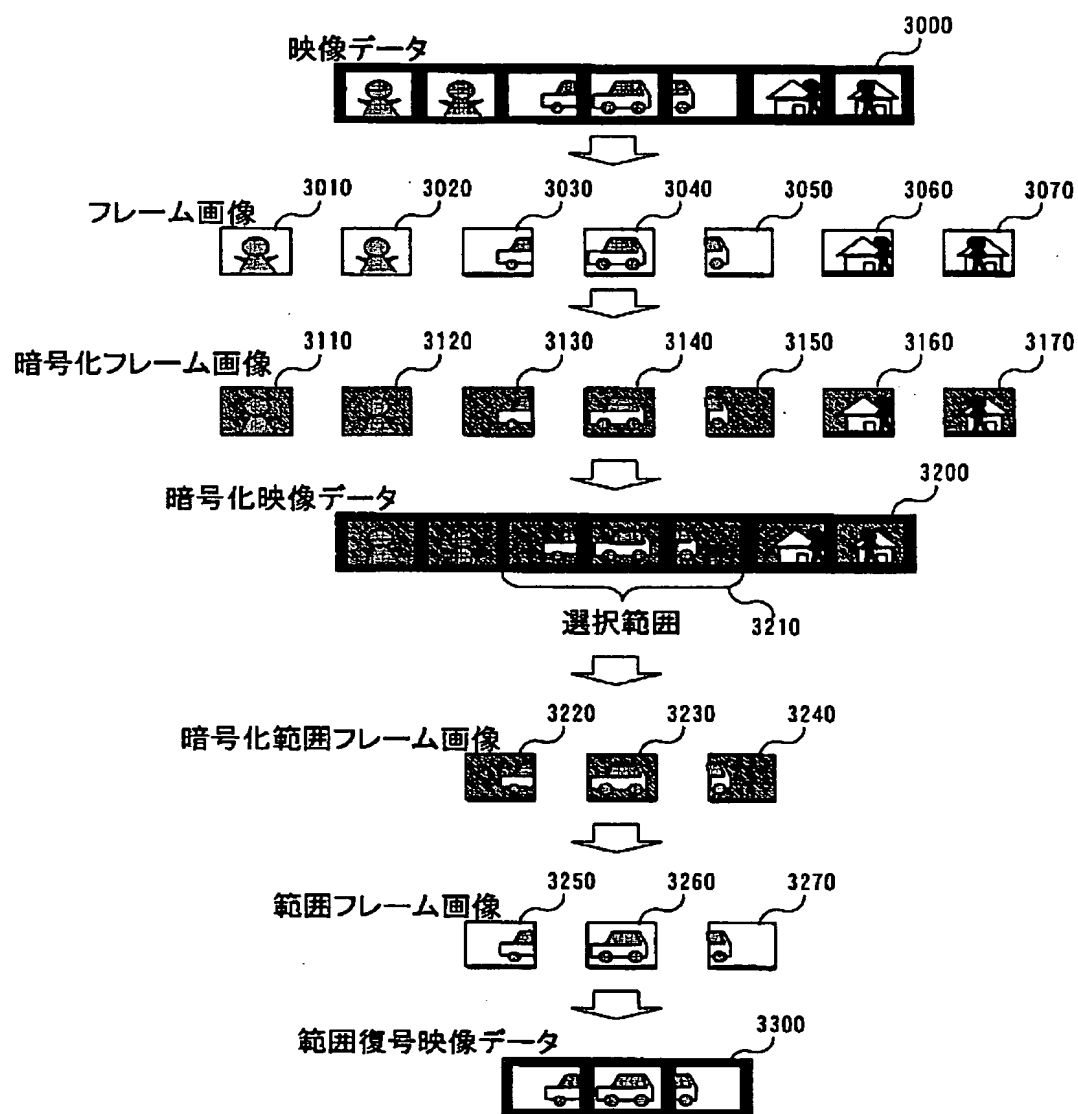 映像データ 3000
3010 3020 3030 3040 3050 3060 3070
フレーム画像
3110 3120 3130 3140 3150 3160 3170
暗号化フレーム画像
暗号化映像データ 3200
選択範囲 3210
3220 3230 3240
暗号化範囲フレーム画像
3250 3260 3270
範囲フレーム画像
範囲復号映像データ 3300